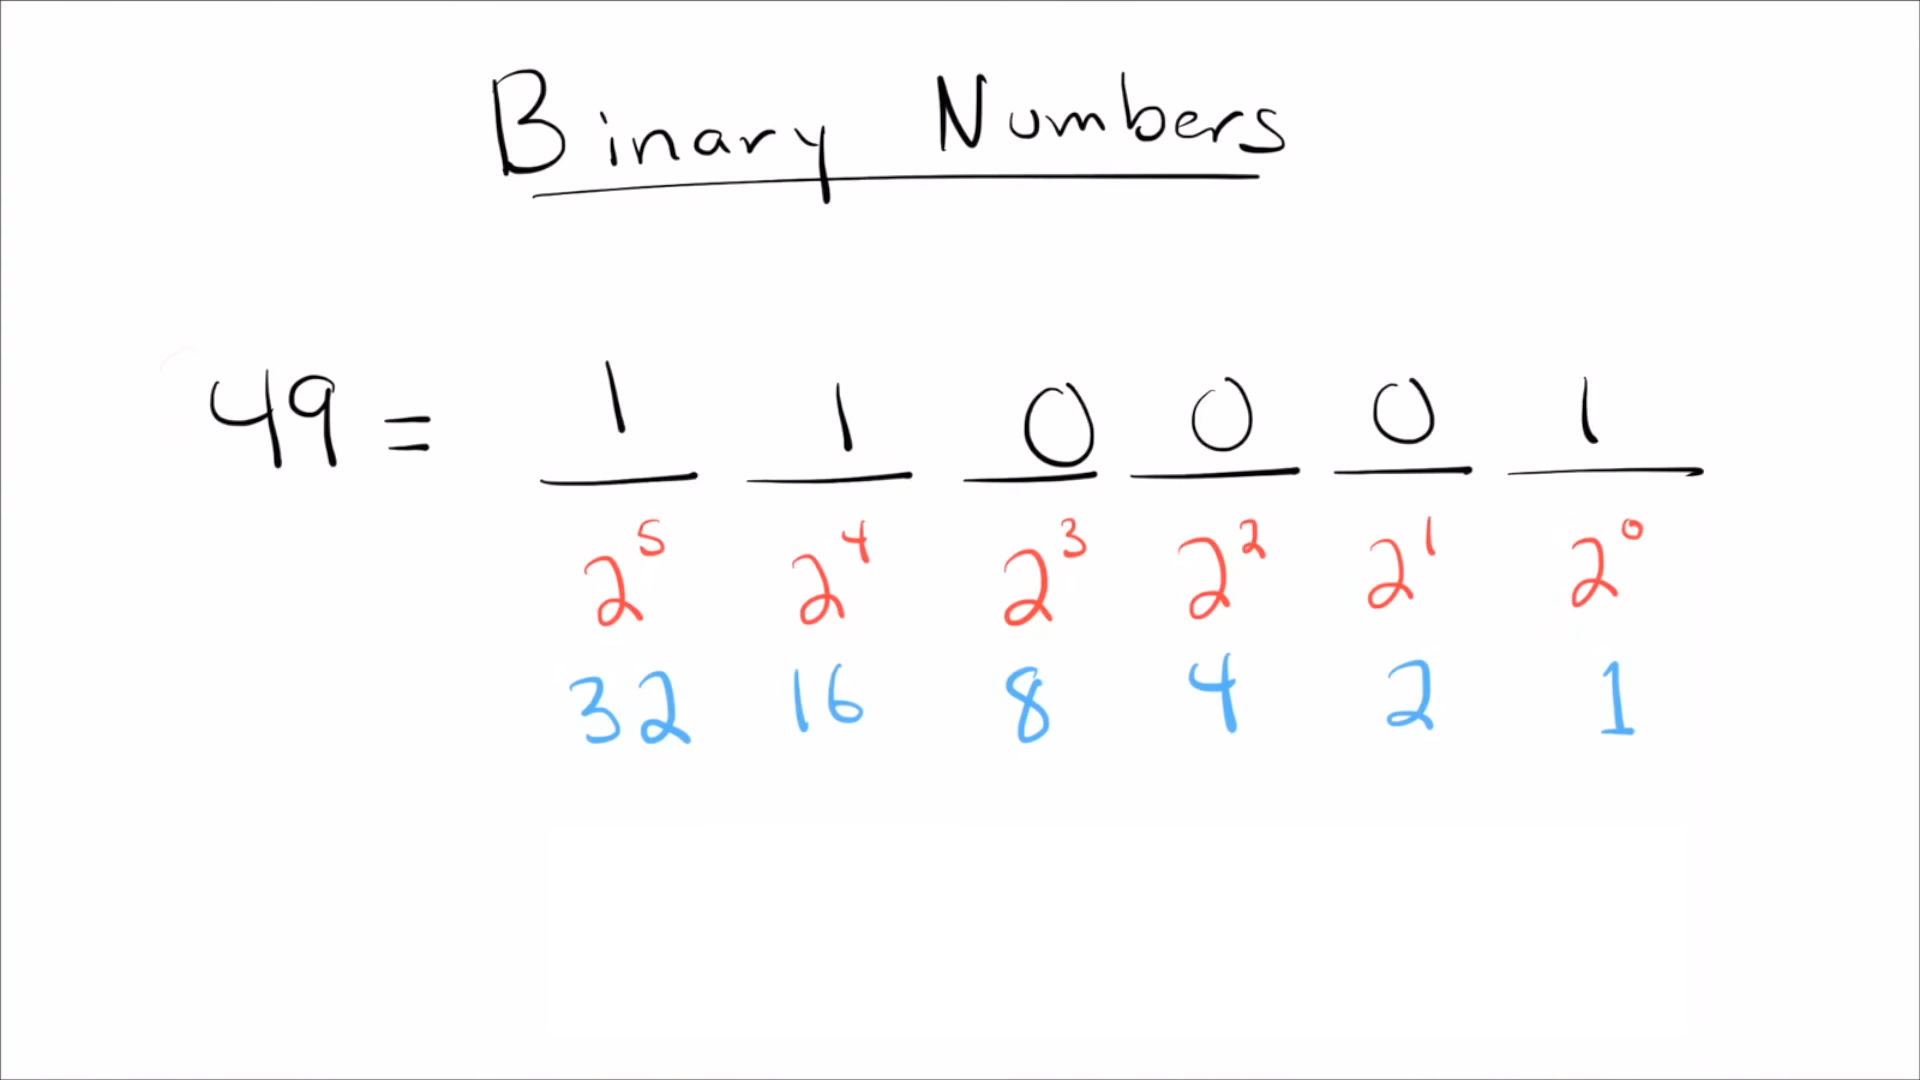 Binary Numbers
49 = 1 1 0 0 0 1
2⁵ 2⁴ 2³ 2² 2¹ 2⁰
32 16 8 4 2 1